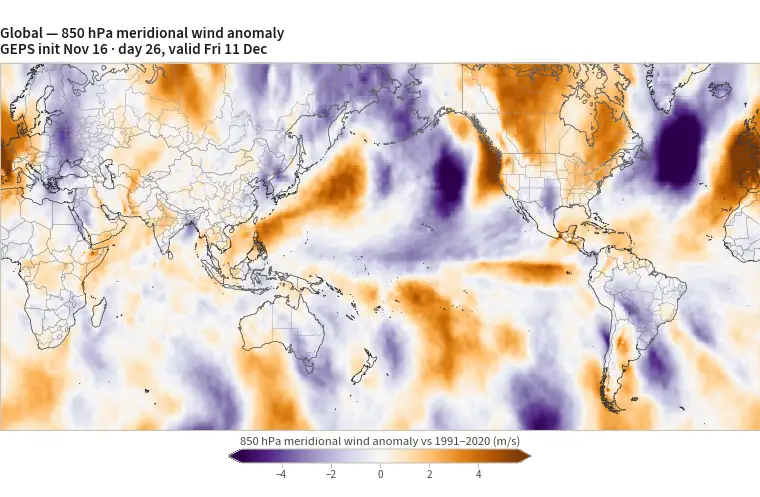 Global — 850 hPa meridional wind anomaly
GEPS init Nov 16 · day 26, valid Fri 11 Dec
850 hPa meridional wind anomaly vs 1991–2020 (m/s)
−4 −2 0 2 4